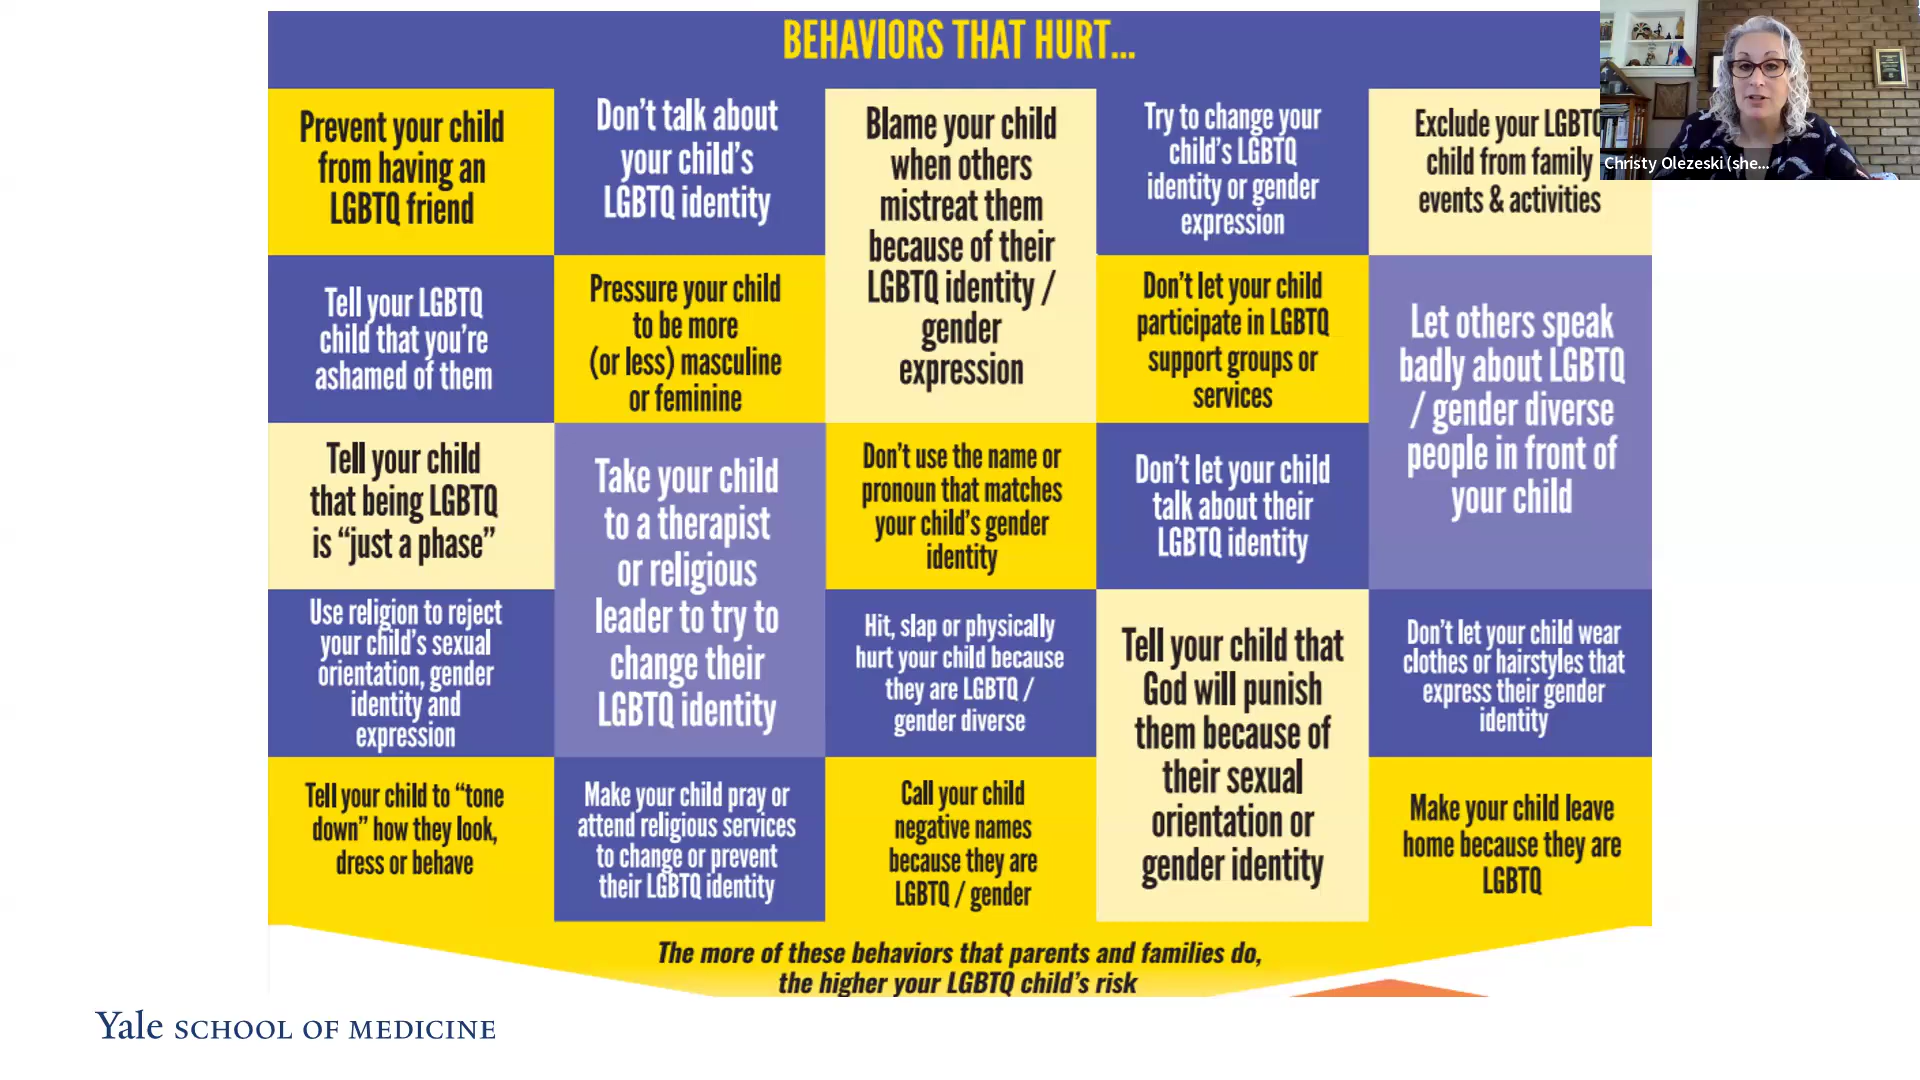 BEHAVIORS THAT HURT...
Prevent your child
from having an
LGBTQ friend
Don't talk about
your child's
LGBTQ identity
Blame your child
when others
mistreat them
because of their
LGBTQ identity /
gender
expression
Try to change your
child's LGBTQ
identity or gender
expression
Exclude your LGBTQ
child from family
events & activities
Christy Olezeski (she...
Tell your LGBTQ
child that you're
ashamed of them
Pressure your child
to be more
(or less) masculine
or feminine
Don't let your child
participate in LGBTQ
support groups or
services
Let others speak
badly about LGBTQ
/ gender diverse
people in front of
your child
Tell your child
that being LGBTQ
is “just a phase”
Take your child
to a therapist
or religious
leader to try to
change their
LGBTQ identity
Don't use the name or
pronoun that matches
your child's gender
identity
Don't let your child
talk about their
LGBTQ identity
Use religion to reject
your child's sexual
orientation, gender
identity and
expression
Hit, slap or physically
hurt your child because
they are LGBTQ /
gender diverse
Tell your child that
God will punish
them because of
their sexual
orientation or
gender identity
Don't let your child wear
clothes or hairstyles that
express their gender
identity
Tell your child to “tone
down” how they look,
dress or behave
Make your child pray or
attend religious services
to change or prevent
their LGBTQ identity
Call your child
negative names
because they are
LGBTQ / gender
Make your child leave
home because they are
LGBTQ
The more of these behaviors that parents and families do,
the higher your LGBTQ child's risk
Yale SCHOOL OF MEDICINE